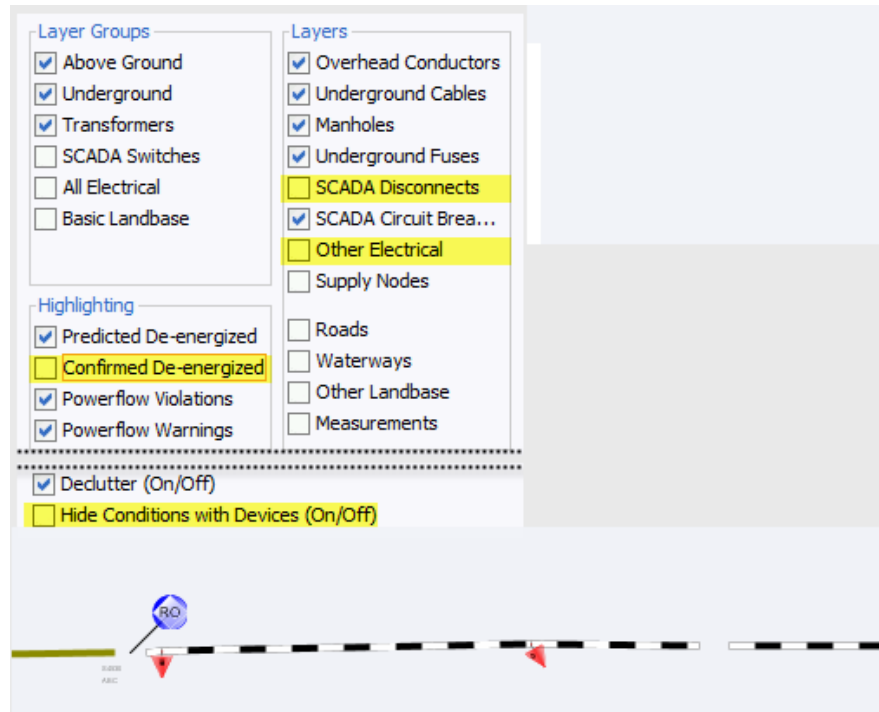 Layer Groups
Above Ground
Underground
Transformers
SCADA Switches
All Electrical
Basic Landbase
Highlighting
Predicted De-energized
Confirmed De-energized
Powerflow Violations
Powerflow Warnings
Layers
Overhead Conductors
Underground Cables
Manholes
Underground Fuses
SCADA Disconnects
SCADA Circuit Brea...
Other Electrical
Supply Nodes
Roads
Waterways
Other Landbase
Measurements
Declutter (On/Off)
Hide Conditions with Devices (On/Off)
RO
ABC